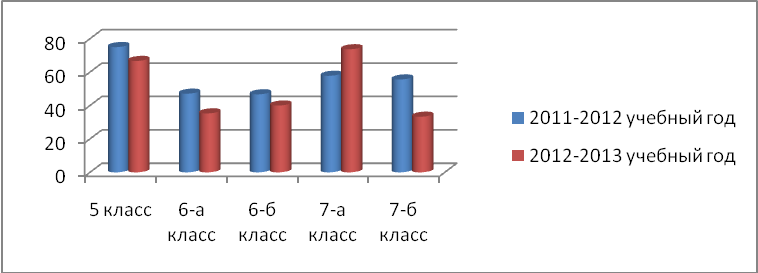 80
60
40
20
0
5 класс
6-а класс
6-б класс
7-а класс
7-б класс
2011-2012 учебный год
2012-2013 учебный год